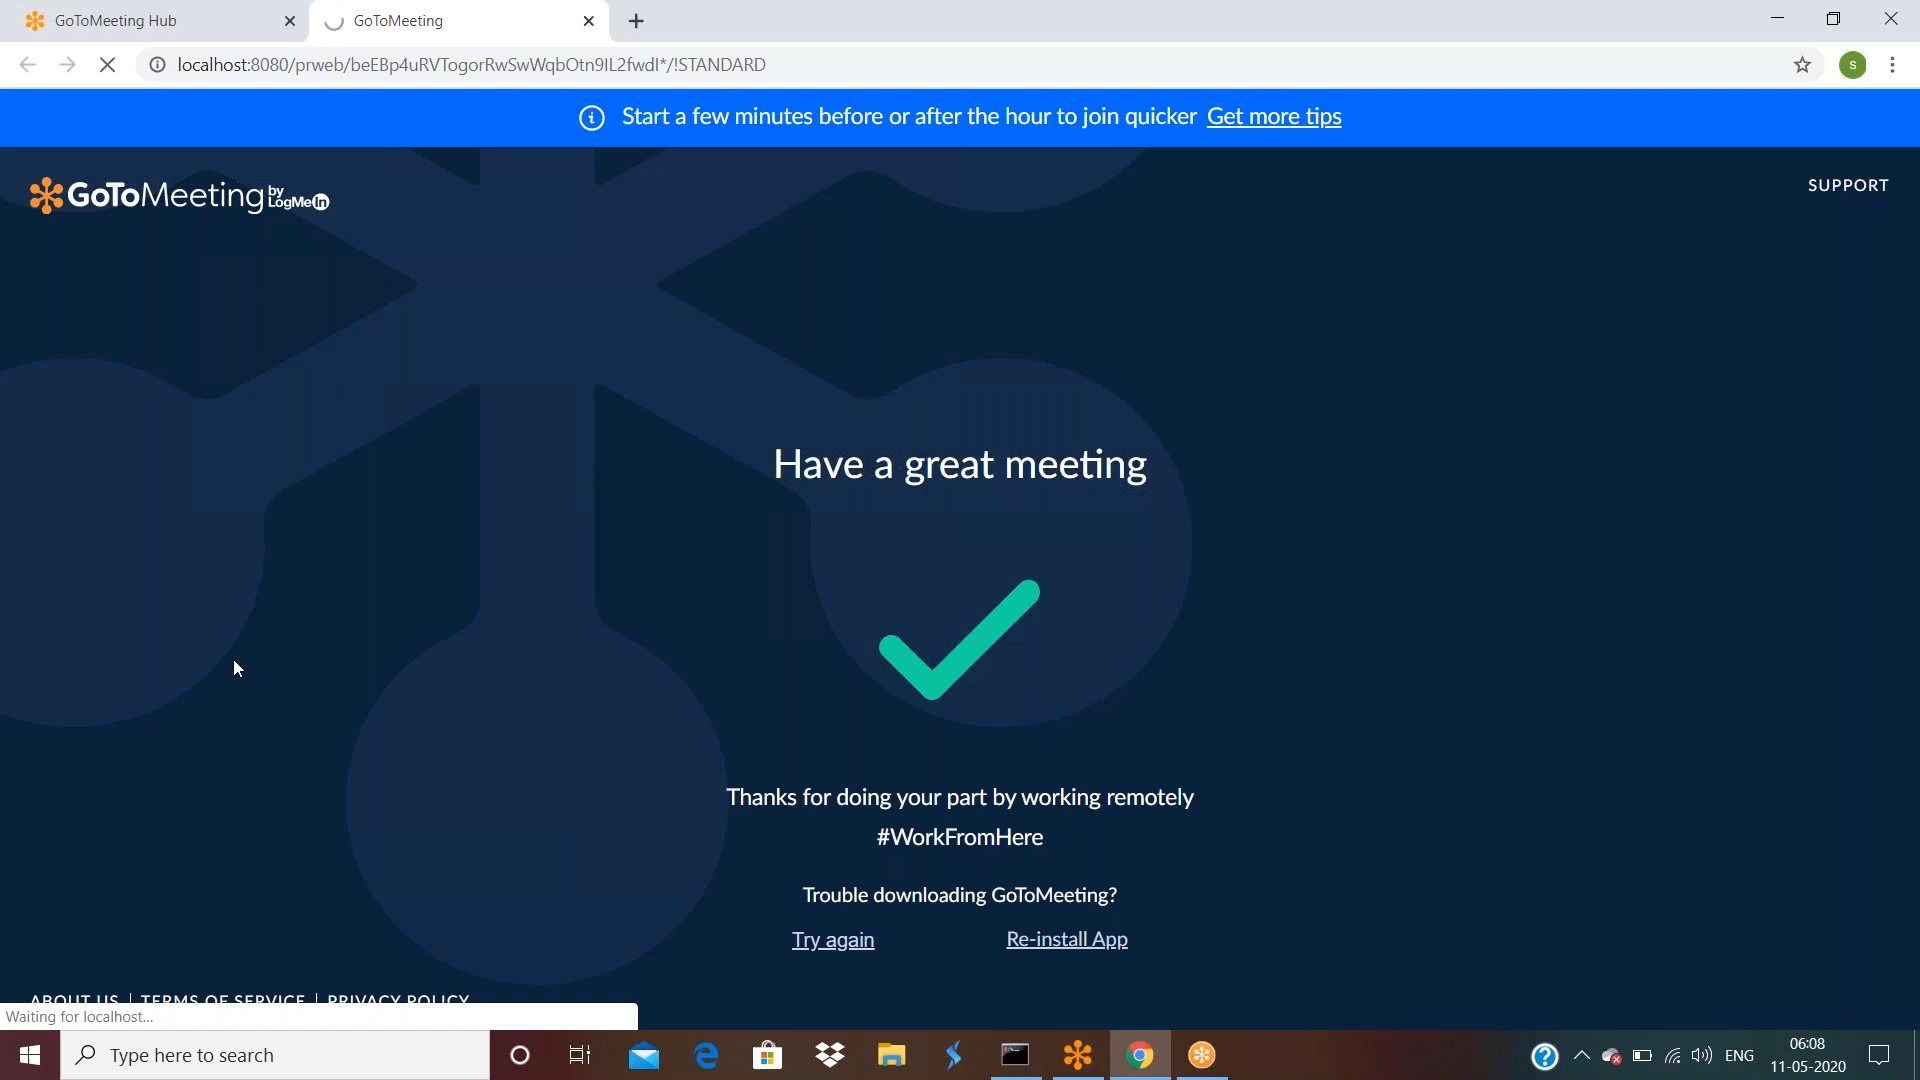 GoToMeeting Hub
GoToMeeting
localhost:8080/prweb/beEBp4uRVTogorRwSwWqbOtn9IL2fwdI*/!STANDARD
s
Start a few minutes before or after the hour to join quicker Get more tips
GoToMeeting by LogMeIn
SUPPORT
Have a great meeting
Thanks for doing your part by working remotely
#WorkFromHere
Trouble downloading GoToMeeting?
Try again
Re-install App
ABOUT US | TERMS OF SERVICE | PRIVACY POLICY
Waiting for localhost...
Type here to search
ENG
06:08
11-05-2020